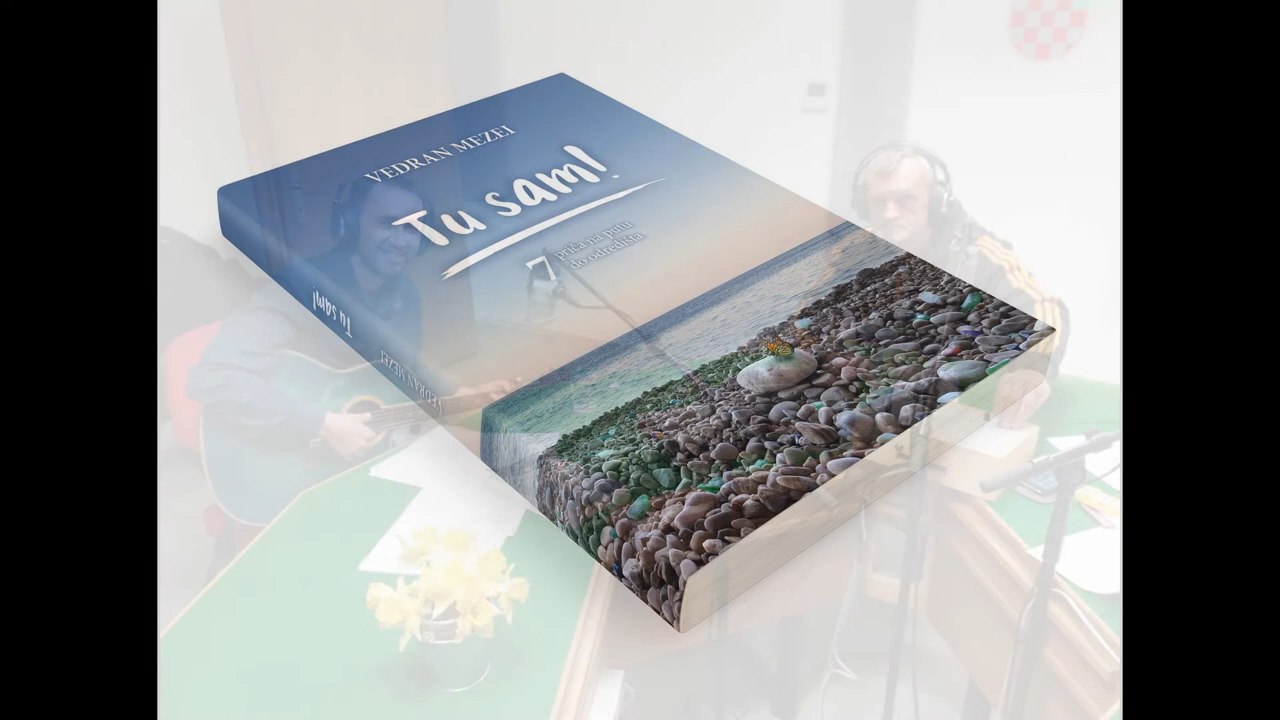 VEDRAN MEZEI
Tu sam!
7 priča na putu
do odredišta
Tu sam!
VEDRAN MEZEI